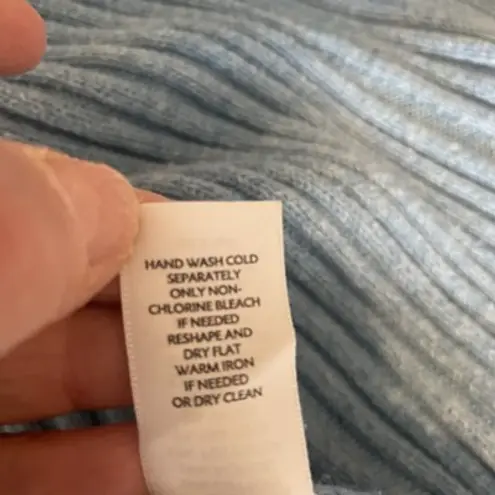 HAND WASH COLD
SEPARATELY
ONLY NON-
CHLORINE BLEACH
IF NEEDED
RESHAPE AND
DRY FLAT
WARM IRON
IF NEEDED
OR DRY CLEAN